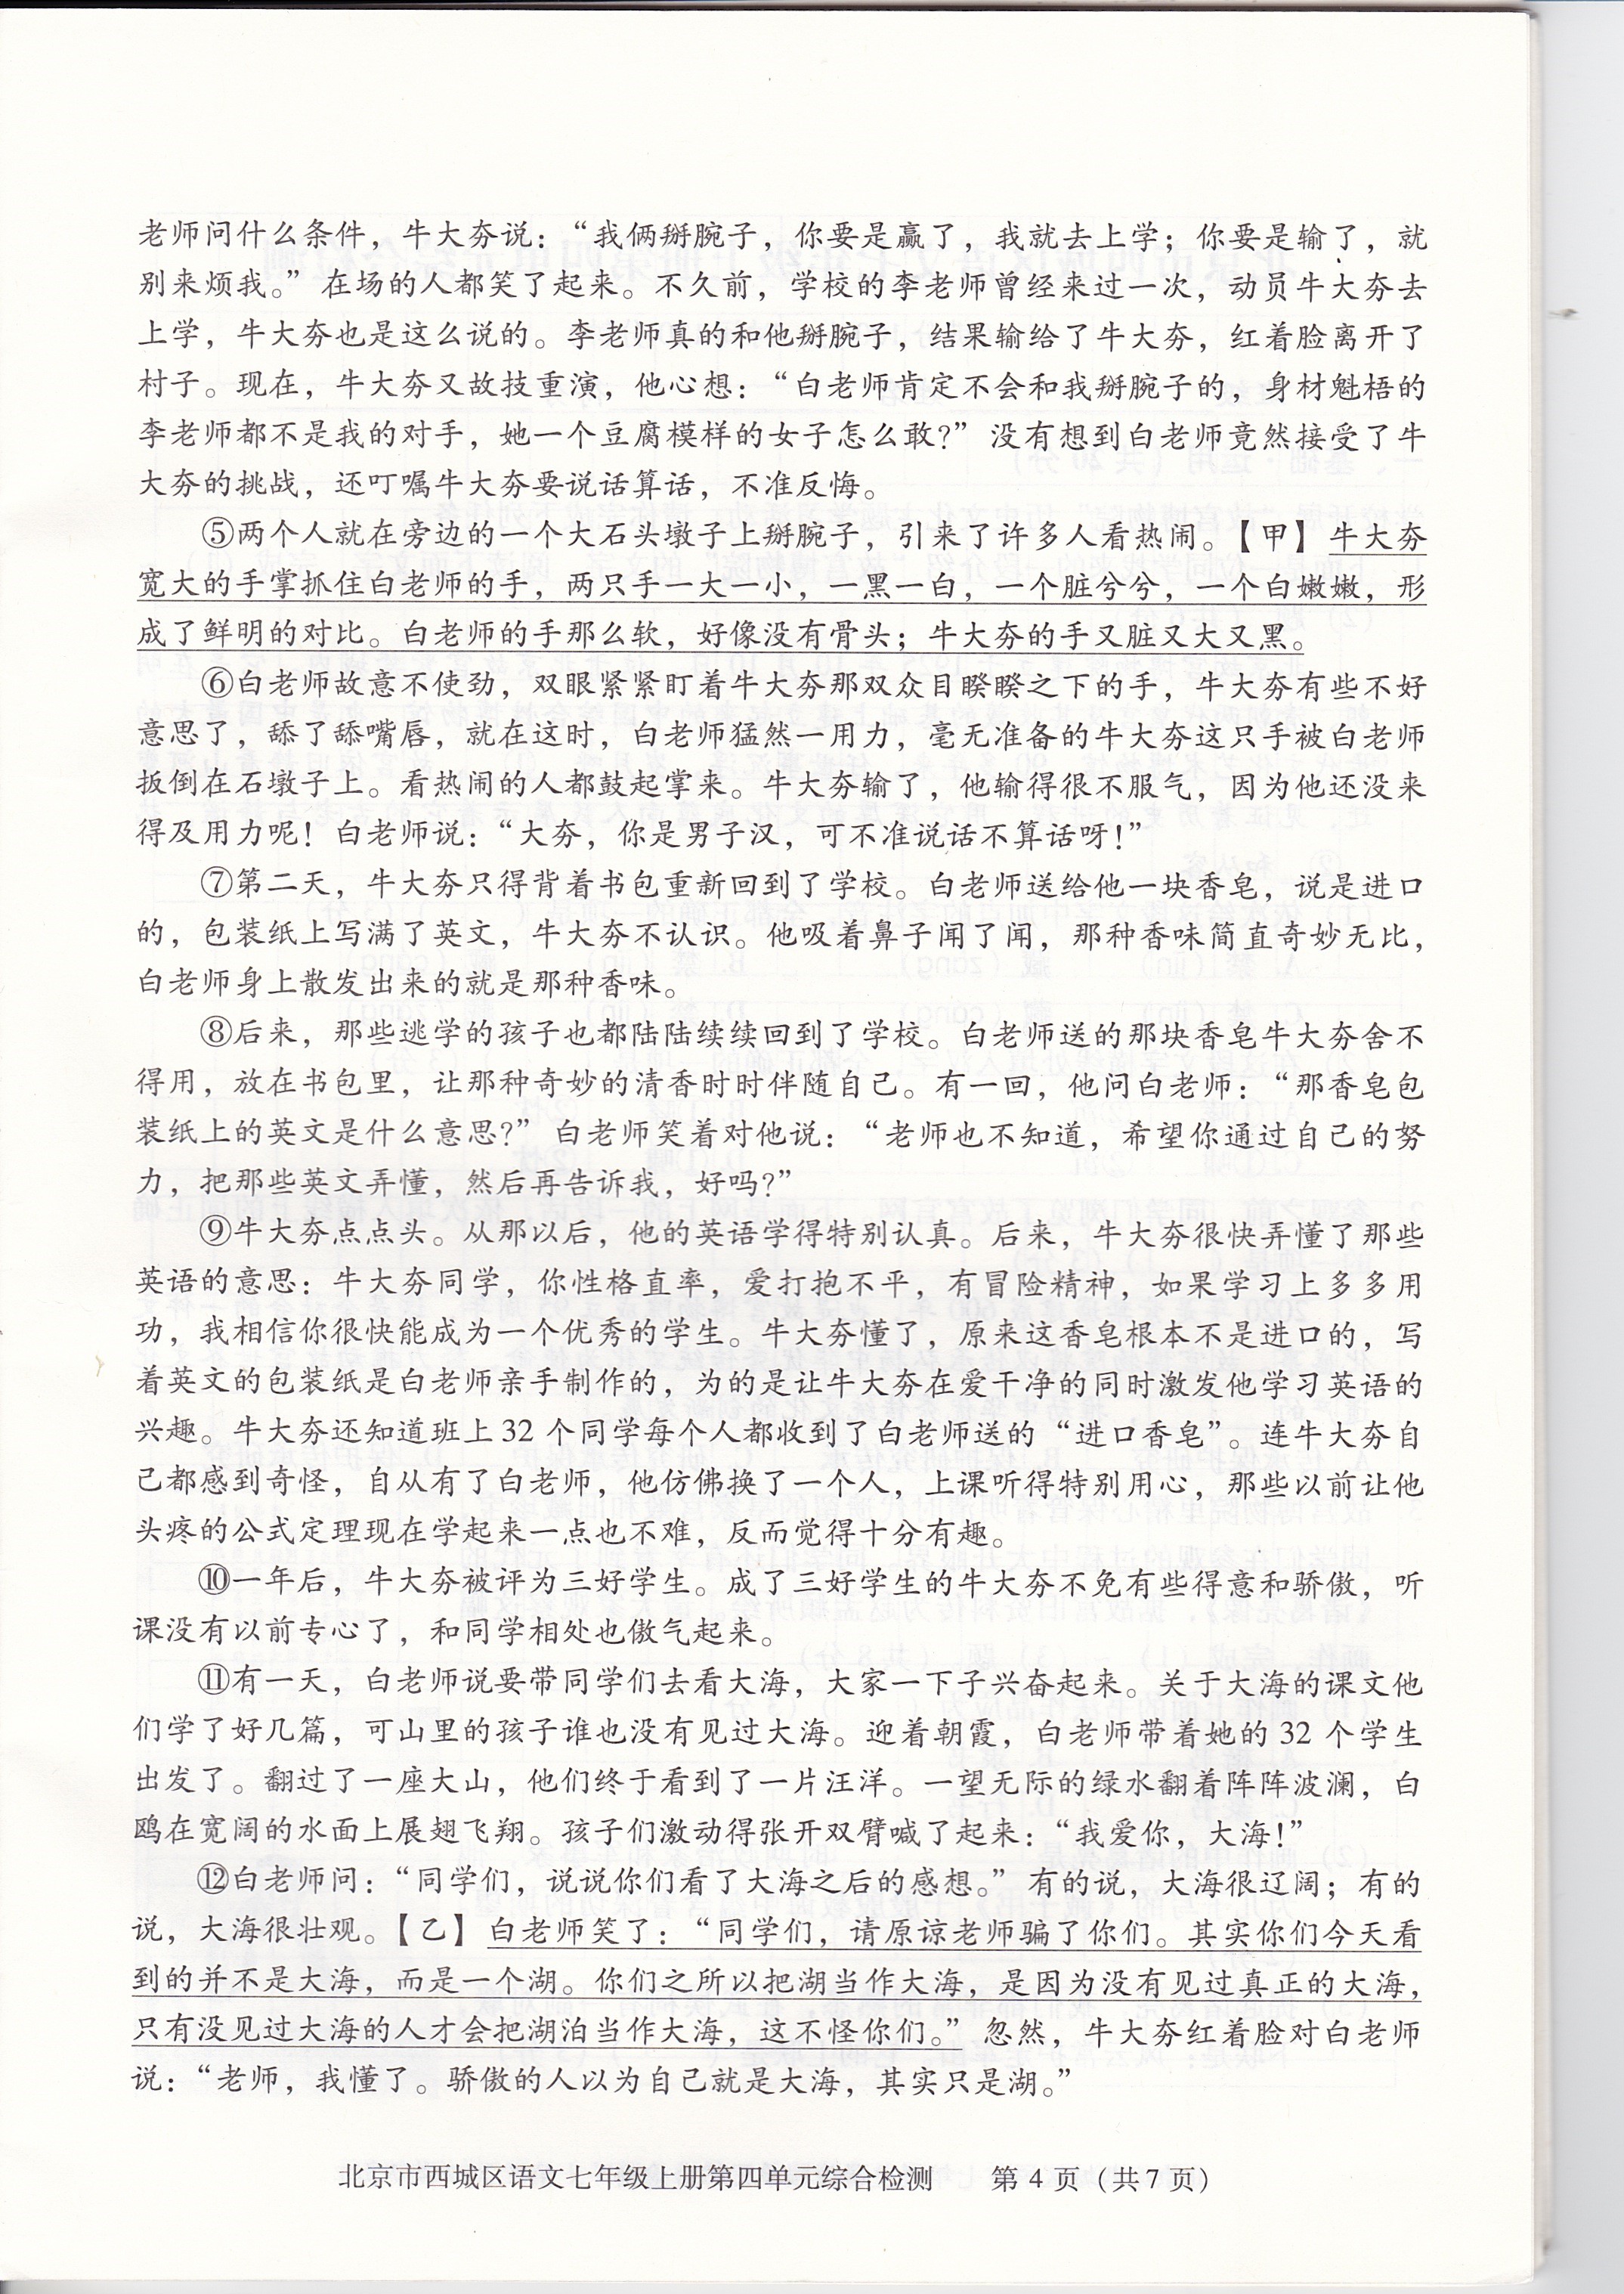 老师问什么条件，牛大夯说：“我俩掰腕子，你要是赢了，我就去上学；你要是输了，就
别来烦我。”在场的人都笑了起来。不久前，学校的李老师曾经来过一次，动员牛大夯去
上学，牛大夯也是这么说的。李老师真的和他掰腕子，结果输给了牛大夯，红着脸离开了
村子。现在，牛大夯又故技重演，他心想：“白老师肯定不会和我掰腕子的，身材魁梧的
李老师都不是我的对手，她一个豆腐模样的女子怎么敢？”没有想到白老师竟然接受了牛
大夯的挑战，还叮嘱牛大夯要说话算话，不准反悔。
⑤两个人就在旁边的一个大石头墩子上掰腕子，引来了许多人看热闹。【甲】牛大夯
宽大的手掌抓住白老师的手，两只手一大一小，一黑一白，一个脏兮兮，一个白嫩嫩，形
成了鲜明的对比。白老师的手那么软，好像没有骨头；牛大夯的手又脏又大又黑。
⑥白老师故意不使劲，双眼紧紧盯着牛大夯那双众目睽睽之下的手，牛大夯有些不好
意思了，舔了舔嘴唇，就在这时，白老师猛然一用力，毫无准备的牛大夯这只手被白老师
扳倒在石墩子上。看热闹的人都鼓起掌来。牛大夯输了，他输得很不服气，因为他还没来
得及用力呢！白老师说：“大夯，你是男子汉，可不准说话不算话呀！”
⑦第二天，牛大夯只得背着书包重新回到了学校。白老师送给他一块香皂，说是进口
的，包装纸上写满了英文，牛大夯不认识。他吸着鼻子闻了闻，那种香味简直奇妙无比，
白老师身上散发出来的就是那种香味。
⑧后来，那些逃学的孩子也都陆陆续续回到了学校。白老师送的那块香皂牛大夯舍不
得用，放在书包里，让那种奇妙的清香时时伴随自己。有一回，他问白老师：“那香皂包
装纸上的英文是什么意思？”白老师笑着对他说：“老师也不知道，希望你通过自己的努
力，把那些英文弄懂，然后再告诉我，好吗？”
⑨牛大夯点点头。从那以后，他的英语学得特别认真。后来，牛大夯很快弄懂了那些
英语的意思：牛大夯同学，你性格直率，爱打抱不平，有冒险精神，如果学习上多多用
功，我相信你很快能成为一个优秀的学生。牛大夯懂了，原来这香皂根本不是进口的，写
着英文的包装纸是白老师亲手制作的，为的是让牛大夯在爱干净的同时激发他学习英语的
兴趣。牛大夯还知道班上32个同学每个人都收到了白老师送的“进口香皂”。连牛大夯自
己都感到奇怪，自从有了白老师，他仿佛换了一个人，上课听得特别用心，那些以前让他
头疼的公式定理现在学起来一点也不难，反而觉得十分有趣。
⑩一年后，牛大夯被评为三好学生。成了三好学生的牛大夯不免有些得意和骄傲，听
课没有以前专心了，和同学相处也傲气起来。
⑪有一天，白老师说要带同学们去看大海，大家一下子兴奋起来。关于大海的课文他
们学了好几篇，可山里的孩子谁也没有见过大海。迎着朝霞，白老师带着她的32个学生
出发了。翻过了一座大山，他们终于看到了一片汪洋。一望无际的绿水翻着阵阵波澜，白
鸥在宽阔的水面上展翅飞翔。孩子们激动得张开双臂喊了起来：“我爱你，大海！”
⑫白老师问：“同学们，说说你们看了大海之后的感想。”有的说，大海很辽阔；有的
说，大海很壮观。【乙】白老师笑了：“同学们，请原谅老师骗了你们。其实你们今天看
到的并不是大海，而是一个湖。你们之所以把湖当作大海，是因为没有见过真正的大海，
只有没见过大海的人才会把湖泊当作大海，这不怪你们。”忽然，牛大夯红着脸对白老师
说：“老师，我懂了。骄傲的人以为自己就是大海，其实只是湖。”
北京市西城区语文七年级上册第四单元综合检测 第4页（共7页）